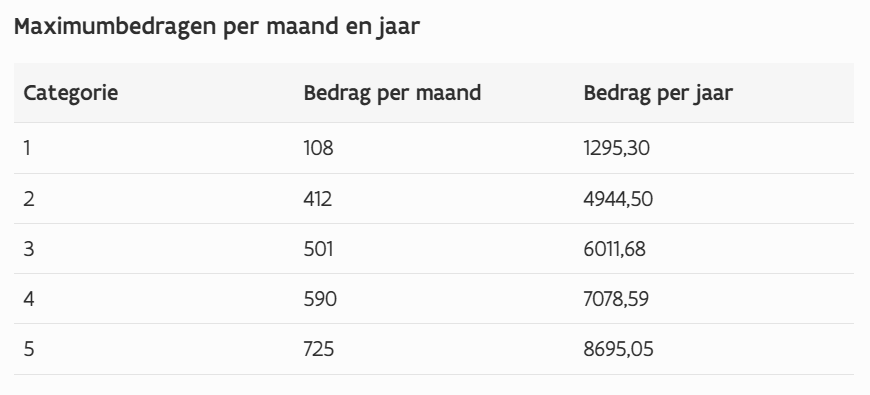 Maximumbedragen per maand en jaar
Categorie Bedrag per maand Bedrag per jaar
1 108 1295,30
2 412 4944,50
3 501 6011,68
4 590 7078,59
5 725 8695,05